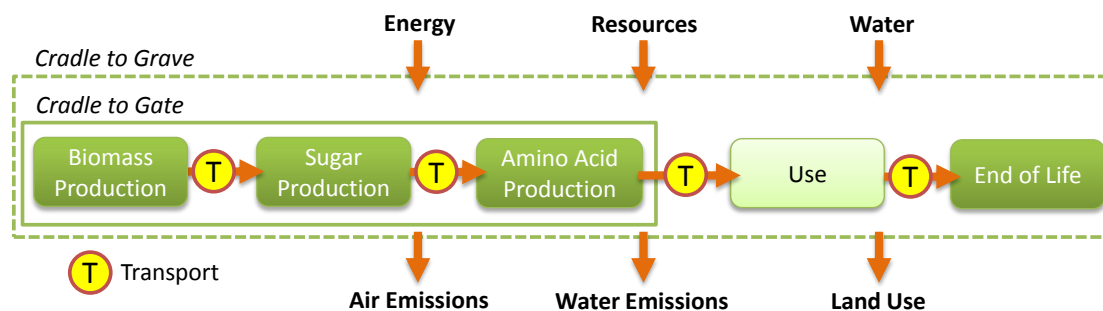 Energy Resources Water
Cradle to Grave
Cradle to Gate
Biomass
Production
T
Sugar
Production
T
Amino Acid
Production
T
Use
T
End of Life
T Transport
Air Emissions Water Emissions Land Use